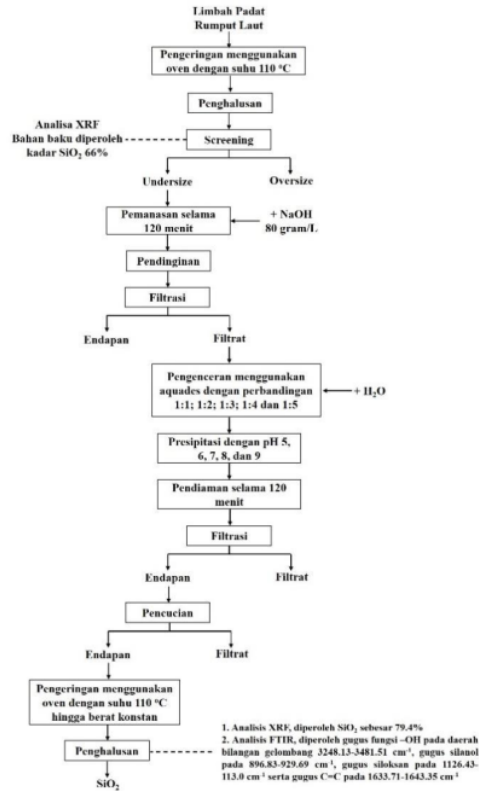 Limbah Padat
Rumput Laut
Pengeringan menggunakan
oven dengan suhu 110 °C
Penghalusan
Analisa XRF
Bahan baku diperoleh
kadar SiO₂ 66%
Screening
Undersize
Oversize
Pemanasan selama
120 menit
+ NaOH
80 gram/L
Pendinginan
Filtrasi
Endapan
Filtrat
Pengenceran menggunakan
aquades dengan perbandingan
1:1; 1:2; 1:3; 1:4 dan 1:5
+ H₂O
Presipitasi dengan pH 5,
6, 7, 8, dan 9
Pendiaman selama 120
menit
Filtrasi
Endapan
Filtrat
Pencucian
Endapan
Filtrat
Pengeringan menggunakan
oven dengan suhu 110 °C
hingga berat konstan
Penghalusan
SiO₂
1. Analisis XRF, diperoleh SiO₂ sebesar 79.4%
2. Analisis FTIR, diperoleh gugus fungsi –OH pada daerah
bilangan gelombang 3248.13-3481.51 cm⁻¹, gugus silanol
pada 896.83-929.69 cm⁻¹, gugus siloksan pada 1126.43-
113.0 cm⁻¹ serta gugus C=C pada 1633.71-1643.35 cm⁻¹